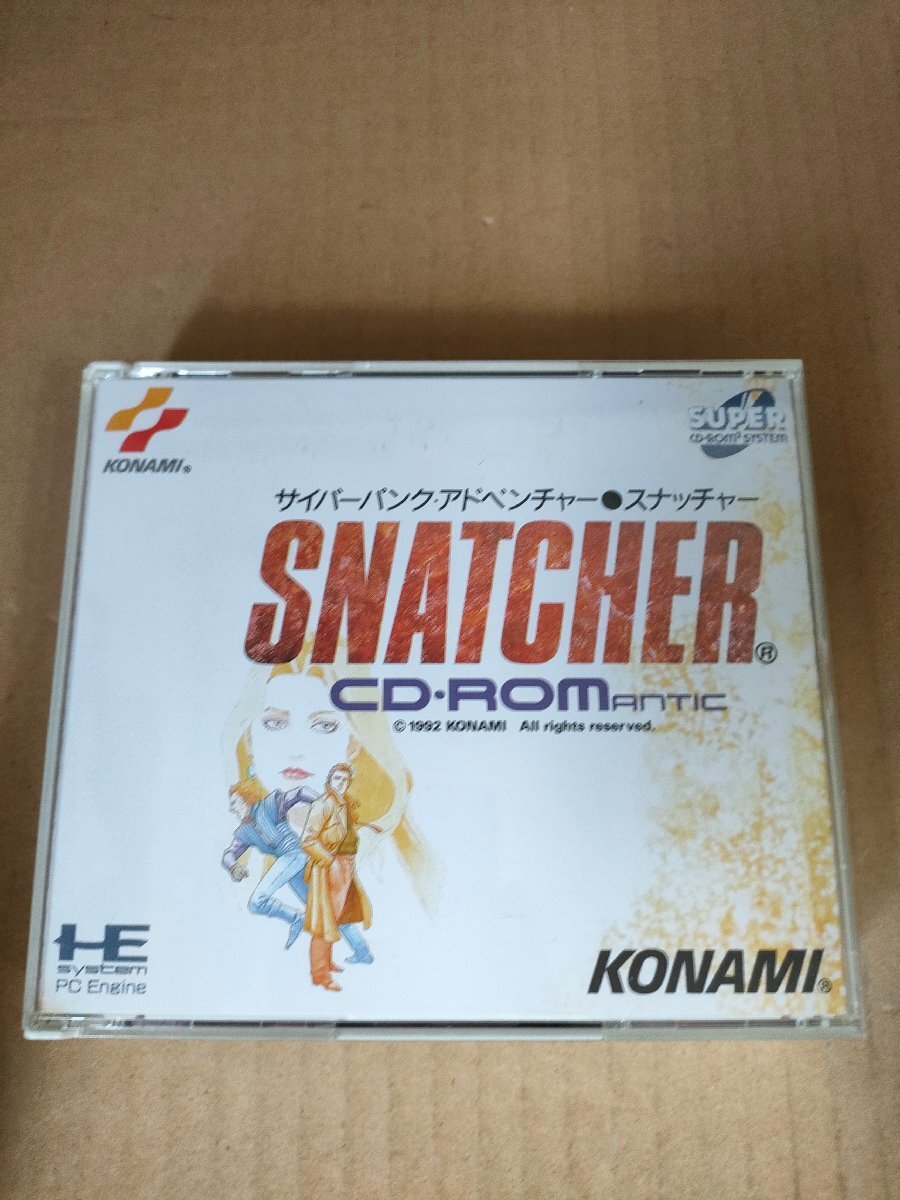 KONAMI®
SUPER
CD-ROM² SYSTEM
サイバーパンク・アドベンチャー●スナッチャー
SNATCHER®
CD・ROMANTIC
©1992 KONAMI All rights reserved.
HE
system
PC Engine
KONAMI®